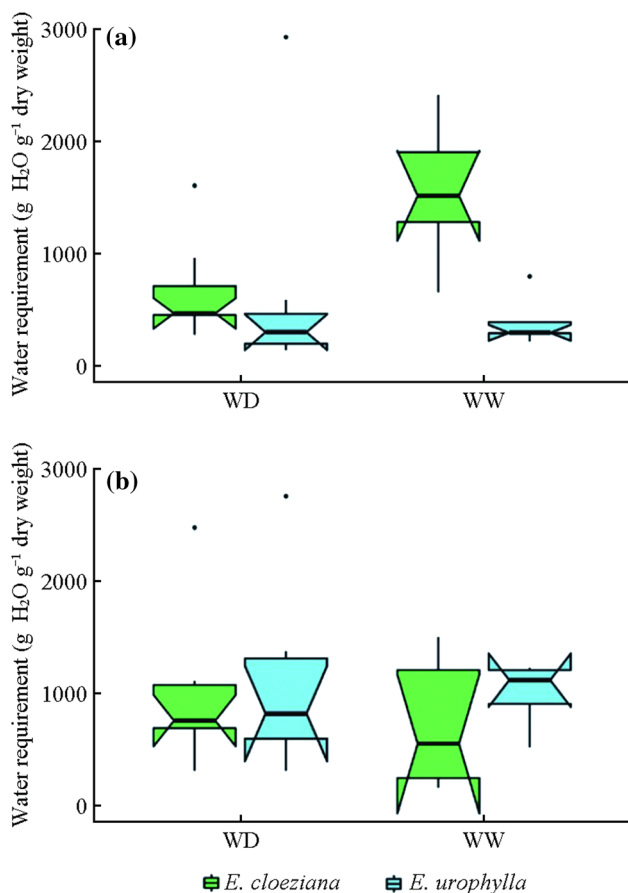 Water requirement (g H₂O g⁻¹ dry weight)
(a)
3000
2000
1000
0
WD WW
Water requirement (g H₂O g⁻¹ dry weight)
(b)
3000
2000
1000
0
WD WW
E. cloeziana E. urophylla